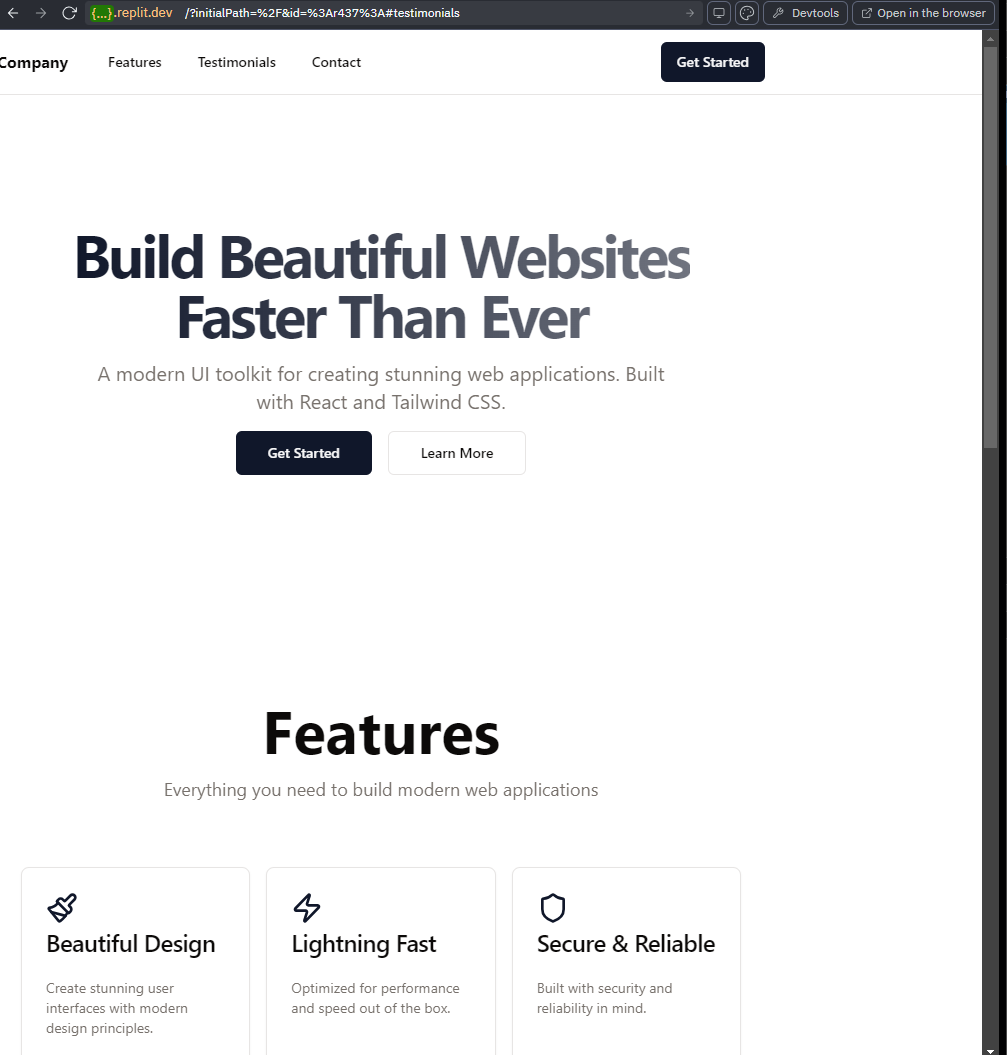 {...}.replit.dev /?initialPath=%2F&id=%3Ar437%3A#testimonials Devtools Open in the browser
Company Features Testimonials Contact Get Started
Build Beautiful Websites
Faster Than Ever
A modern UI toolkit for creating stunning web applications. Built
with React and Tailwind CSS.
Get Started Learn More
Features
Everything you need to build modern web applications
Beautiful Design
Create stunning user
interfaces with modern
design principles.
Lightning Fast
Optimized for performance
and speed out of the box.
Secure & Reliable
Built with security and
reliability in mind.